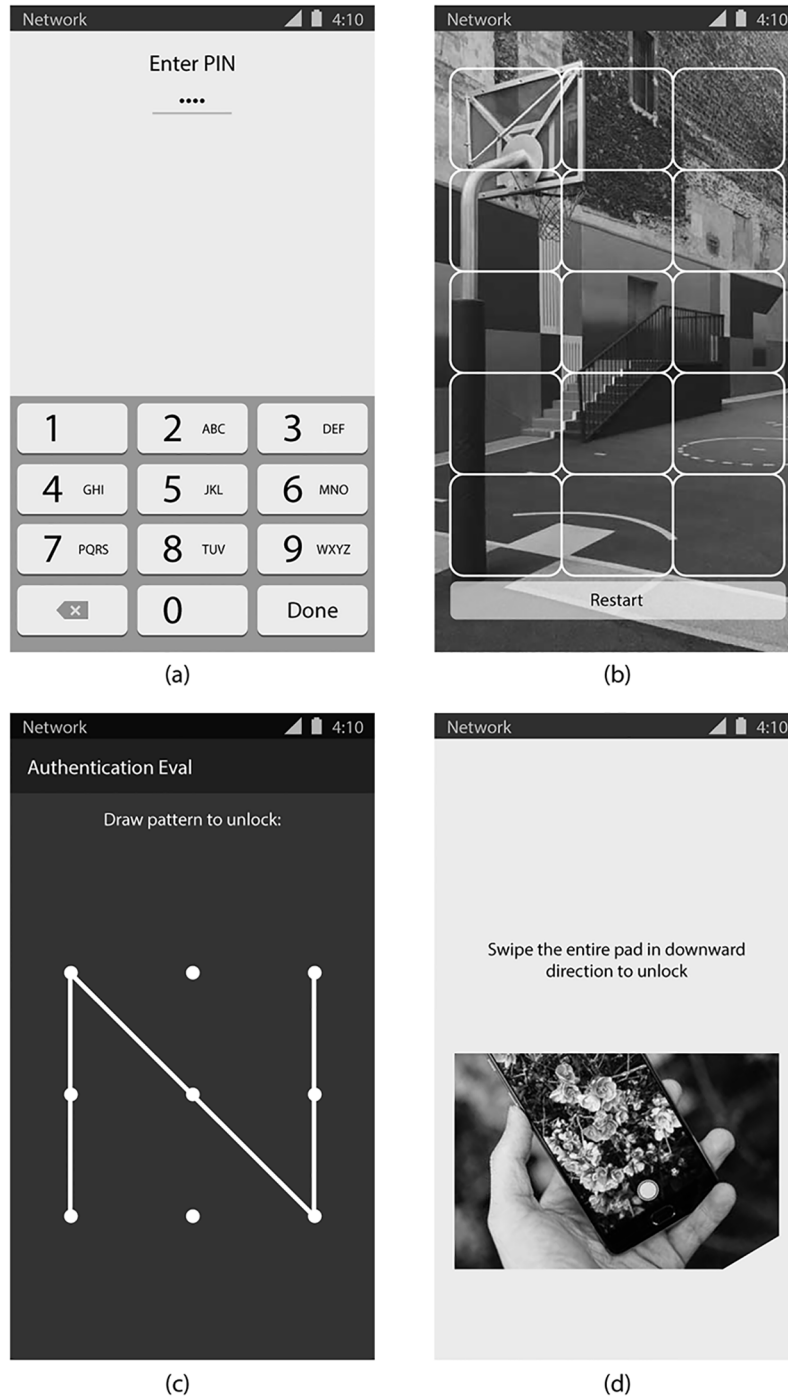 Network 4:10
Enter PIN
••••
1
2 ABC
3 DEF
4 GHI
5 JKL
6 MNO
7 PQRS
8 TUV
9 WXYZ
0
Done
(a)
Network 4:10
Restart
(b)
Network 4:10
Authentication Eval
Draw pattern to unlock:
(c)
Network 4:10
Swipe the entire pad in downward
direction to unlock
(d)